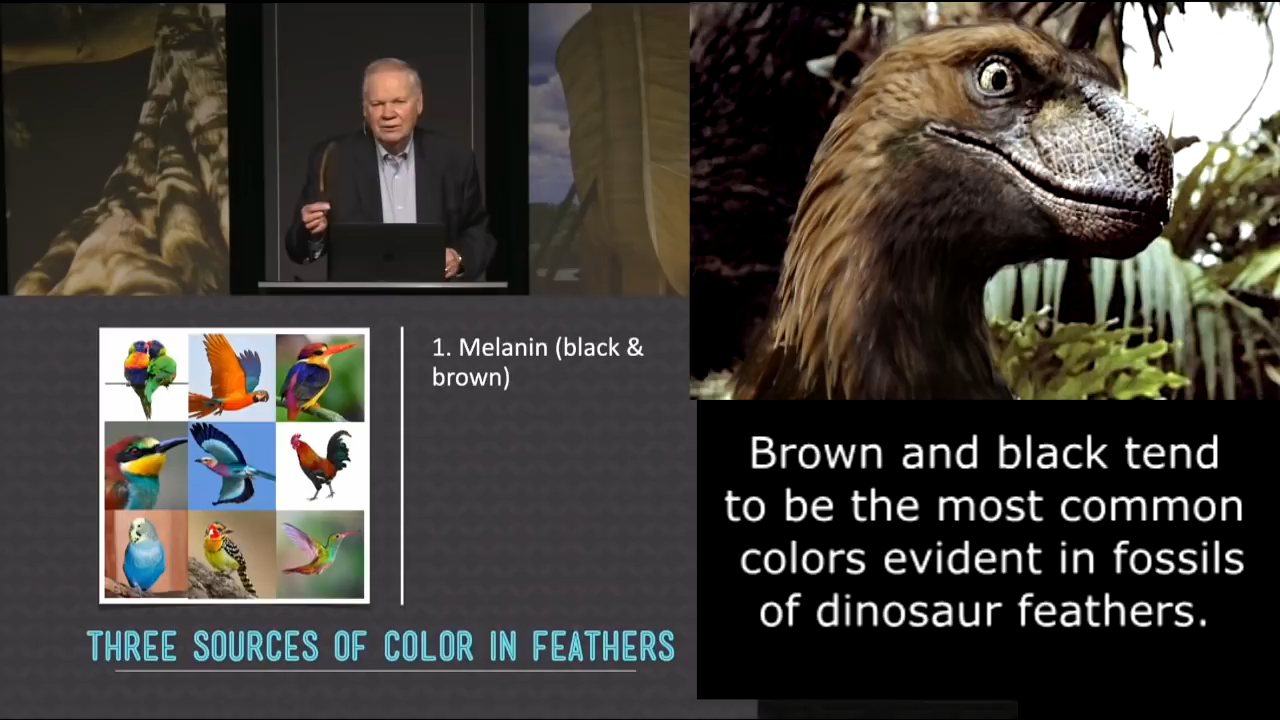 1. Melanin (black &
brown)
THREE SOURCES OF COLOR IN FEATHERS
Brown and black tend
to be the most common
colors evident in fossils
of dinosaur feathers.